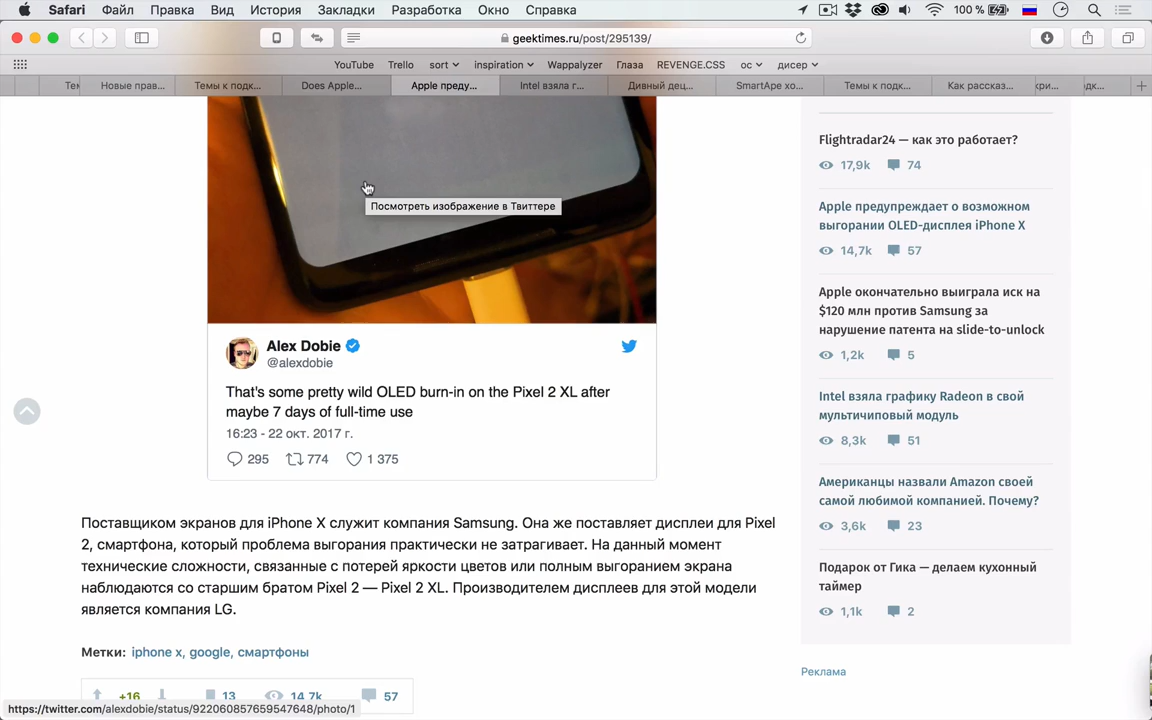 Safari Файл Правка Вид История Закладки Разработка Окно Справка 100 %
geektimes.ru/post/295139/
YouTube Trello sort inspiration Wappalyzer Глаза REVENGE.CSS ос дисер
Тем Новые прав... Темы к подк... Does Apple... Apple преду... Intel взяла г... Дивный дец... SmartApe хо... Темы к подк... Как рассказ... кри... дк...
Посмотреть изображение в Твиттере
Alex Dobie
@alexdobie
That's some pretty wild OLED burn-in on the Pixel 2 XL after
maybe 7 days of full-time use
16:23 - 22 окт. 2017 г.
295 774 1 375
Поставщиком экранов для iPhone X служит компания Samsung. Она же поставляет дисплеи для Pixel
2, смартфона, который проблема выгорания практически не затрагивает. На данный момент
технические сложности, связанные с потерей яркости цветов или полным выгоранием экрана
наблюдаются со старшим братом Pixel 2 — Pixel 2 XL. Производителем дисплеев для этой модели
является компания LG.
Метки: iphone x, google, смартфоны
+16 13 14,7k 57
https://twitter.com/alexdobie/status/922060857659547648/photo/1
Flightradar24 — как это работает?
17,9k 74
Apple предупреждает о возможном
выгорании OLED-дисплея iPhone X
14,7k 57
Apple окончательно выиграла иск на
$120 млн против Samsung за
нарушение патента на slide-to-unlock
1,2k 5
Intel взяла графику Radeon в свой
мультичиповый модуль
8,3k 51
Американцы назвали Amazon своей
самой любимой компанией. Почему?
3,6k 23
Подарок от Гика — делаем кухонный
таймер
1,1k 2
Реклама